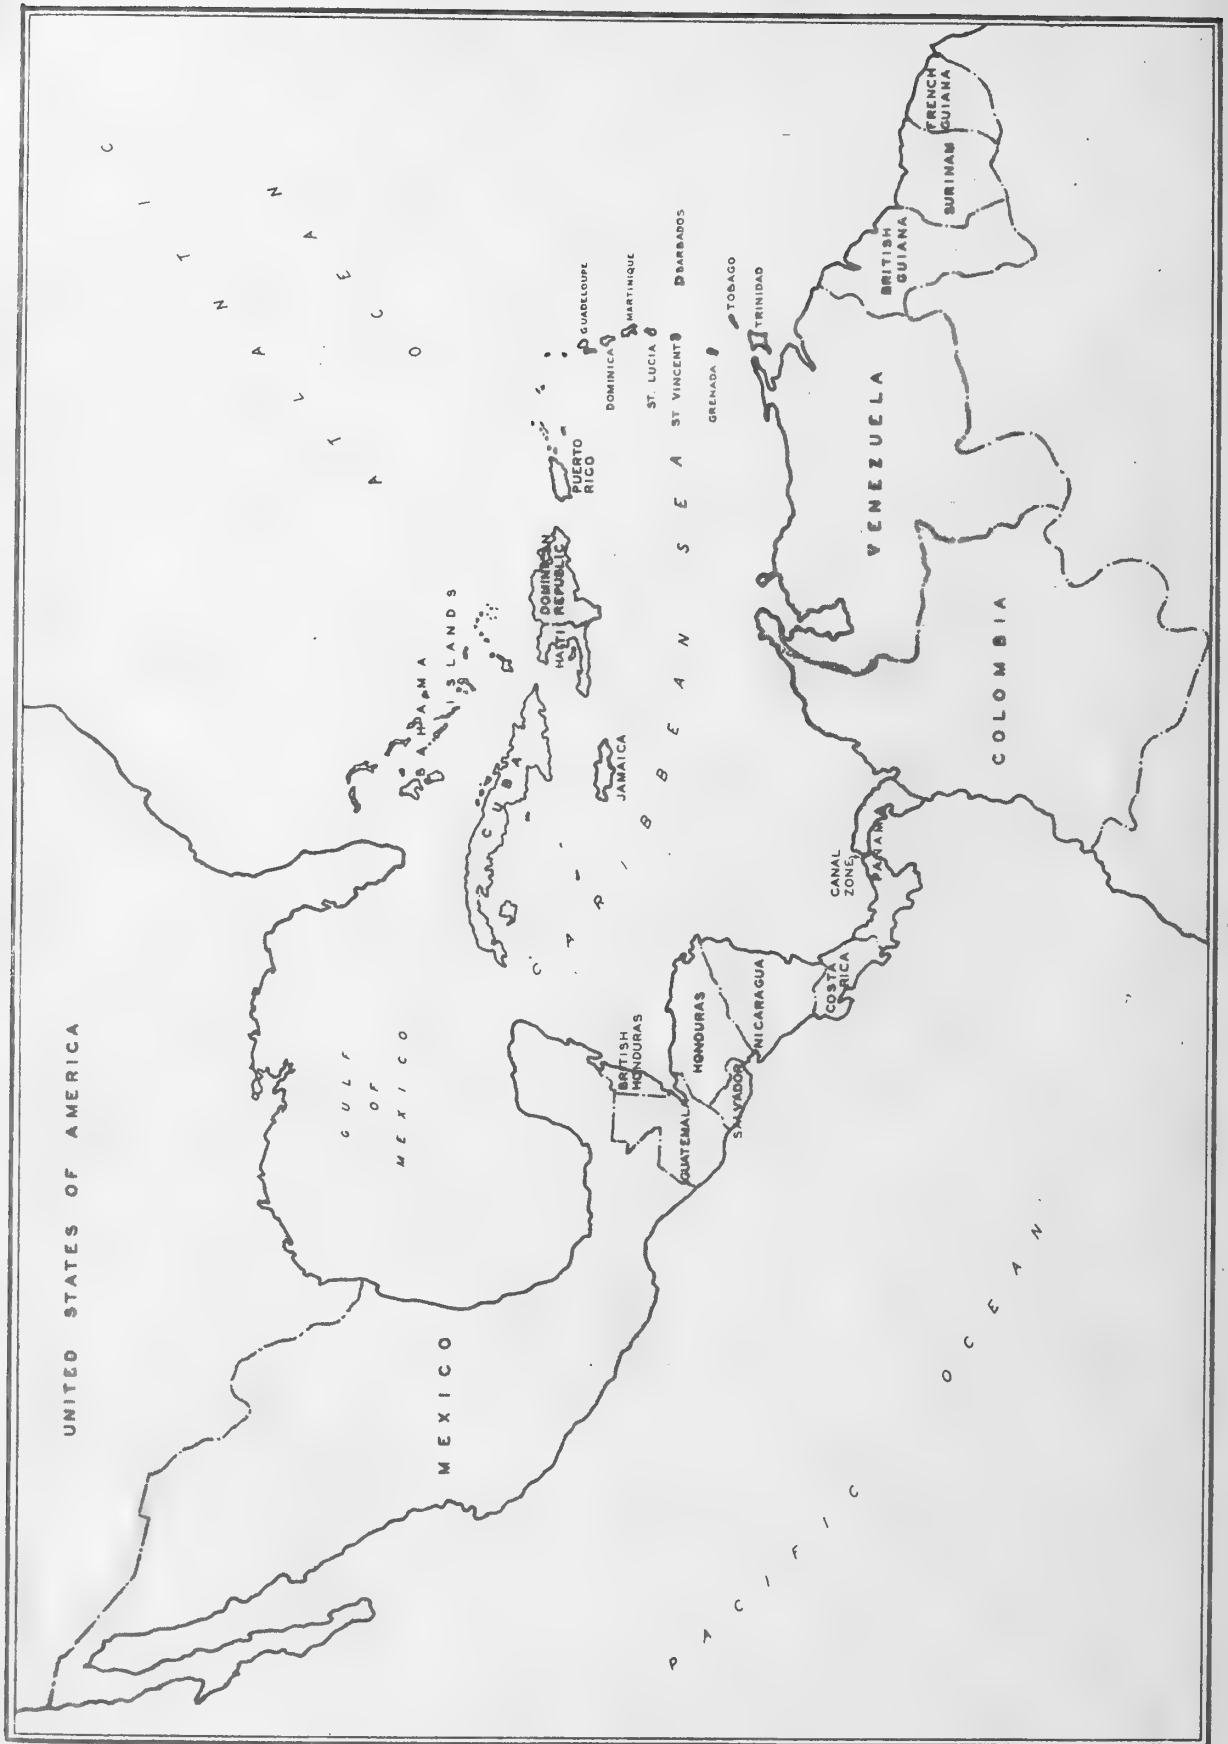 UNITED STATES OF AMERICA
ATLANTIC
OCEAN
GULF
OF
MEXICO
MEXICO
BAHAMA
ISLANDS
CUBA
HAITI
DOMINICAN
REPUBLIC
PUERTO
RICO
JAMAICA
GUADELOUPE
DOMINICA
MARTINIQUE
ST. LUCIA
ST VINCENT
BARBADOS
GRENADA
TOBAGO
TRINIDAD
CARIBBEAN SEA
BRITISH
HONDURAS
GUATEMALA
HONDURAS
SALVADOR
NICARAGUA
COSTA
RICA
CANAL
ZONE
PANAMA
COLOMBIA
VENEZUELA
BRITISH
GUIANA
SURINAM
FRENCH
GUIANA
PACIFIC
OCEAN